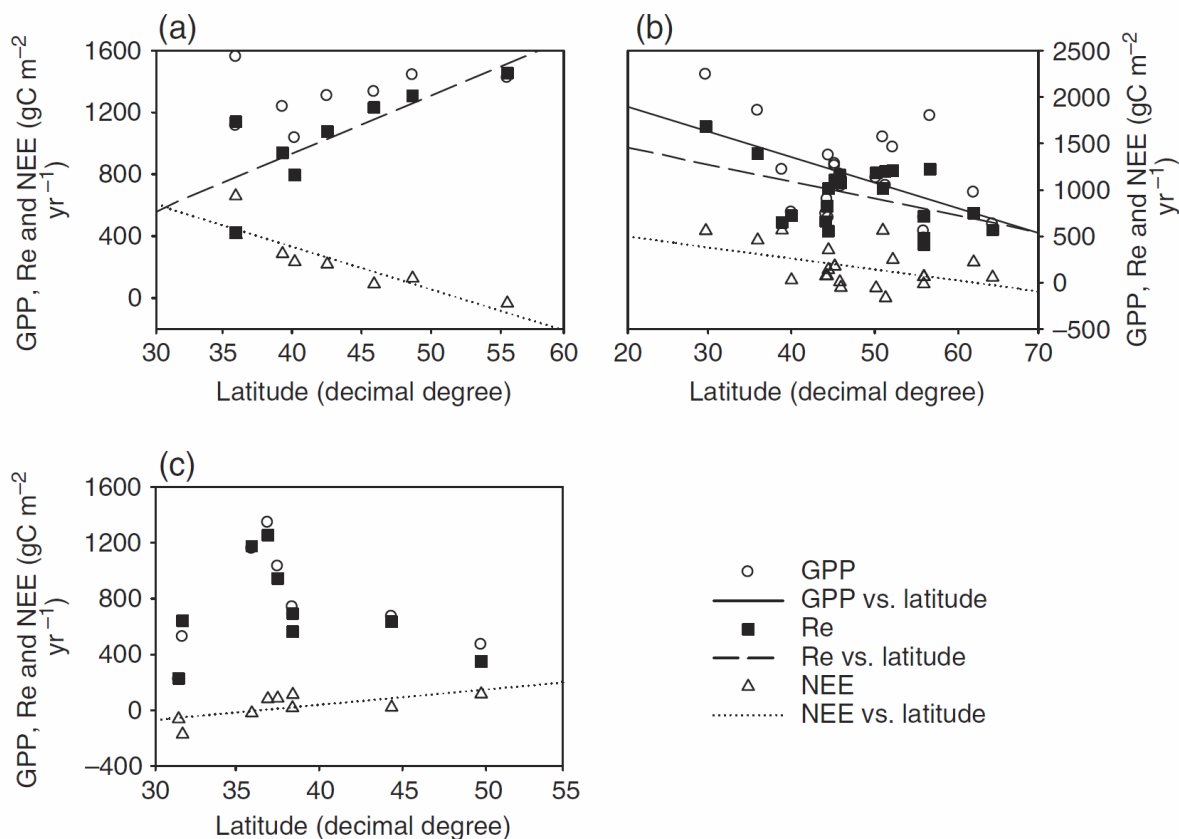 (a)
GPP, Re and NEE (gC m−2
yr−1)
1600
1200
800
400
0
30 35 40 45 50 55 60
Latitude (decimal degree)
(b)
2500
2000
1500
1000
500
0
−500
GPP, Re and NEE (gC m−2
yr−1)
20 30 40 50 60 70
Latitude (decimal degree)
(c)
GPP, Re and NEE (gC m−2
yr−1)
1600
1200
800
400
0
−400
30 35 40 45 50 55
Latitude (decimal degree)
GPP
GPP vs. latitude
Re
Re vs. latitude
NEE
NEE vs. latitude